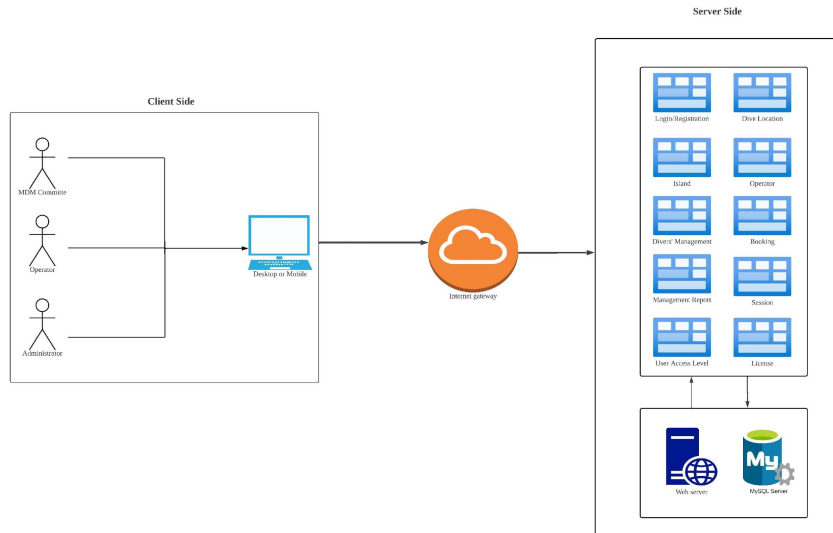 Server Side
Client Side
MDM Committe
Operator
Administrator
Desktop or Mobile
Internet gateway
Login/Registration
Dive Location
Island
Operator
Divers' Management
Booking
Management Report
Session
User Access Level
License
Web server
My
MySQL Server